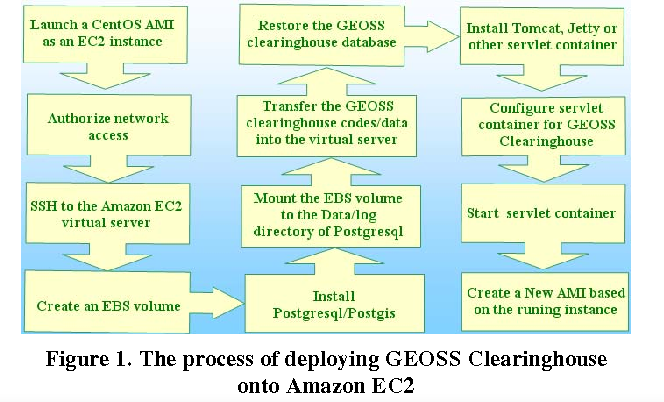 Launch a CentOS AMI
as an EC2 instance
Authorize network
access
SSH to the Amazon EC2
virtual server
Create an EBS volume
Install
Postgresql/Postgis
Mount the EBS volume
to the Data/log
directory of Postgresql
Transfer the GEOSS
clearinghouse codes/data
into the virtual server
Restore the GEOSS
clearinghouse database
Install Tomcat, Jetty or
other servlet container
Configure servlet
container for GEOSS
Clearinghouse
Start servlet container
Create a New AMI based
on the runing instance
Figure 1. The process of deploying GEOSS Clearinghouse
onto Amazon EC2